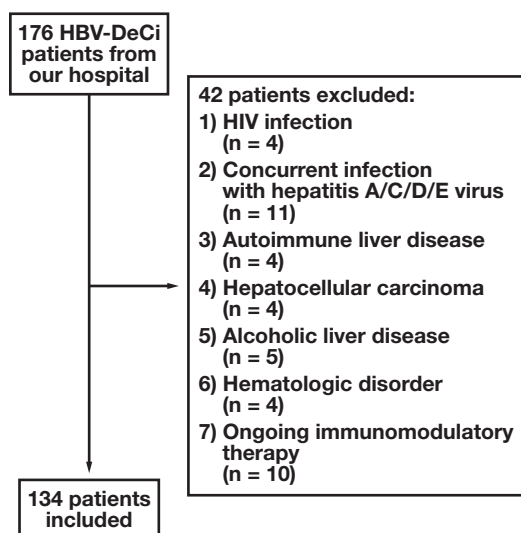 176 HBV-DeCi
patients from
our hospital
42 patients excluded:
1) HIV infection
(n = 4)
2) Concurrent infection
with hepatitis A/C/D/E virus
(n = 11)
3) Autoimmune liver disease
(n = 4)
4) Hepatocellular carcinoma
(n = 4)
5) Alcoholic liver disease
(n = 5)
6) Hematologic disorder
(n = 4)
7) Ongoing immunomodulatory
therapy
(n = 10)
134 patients
included